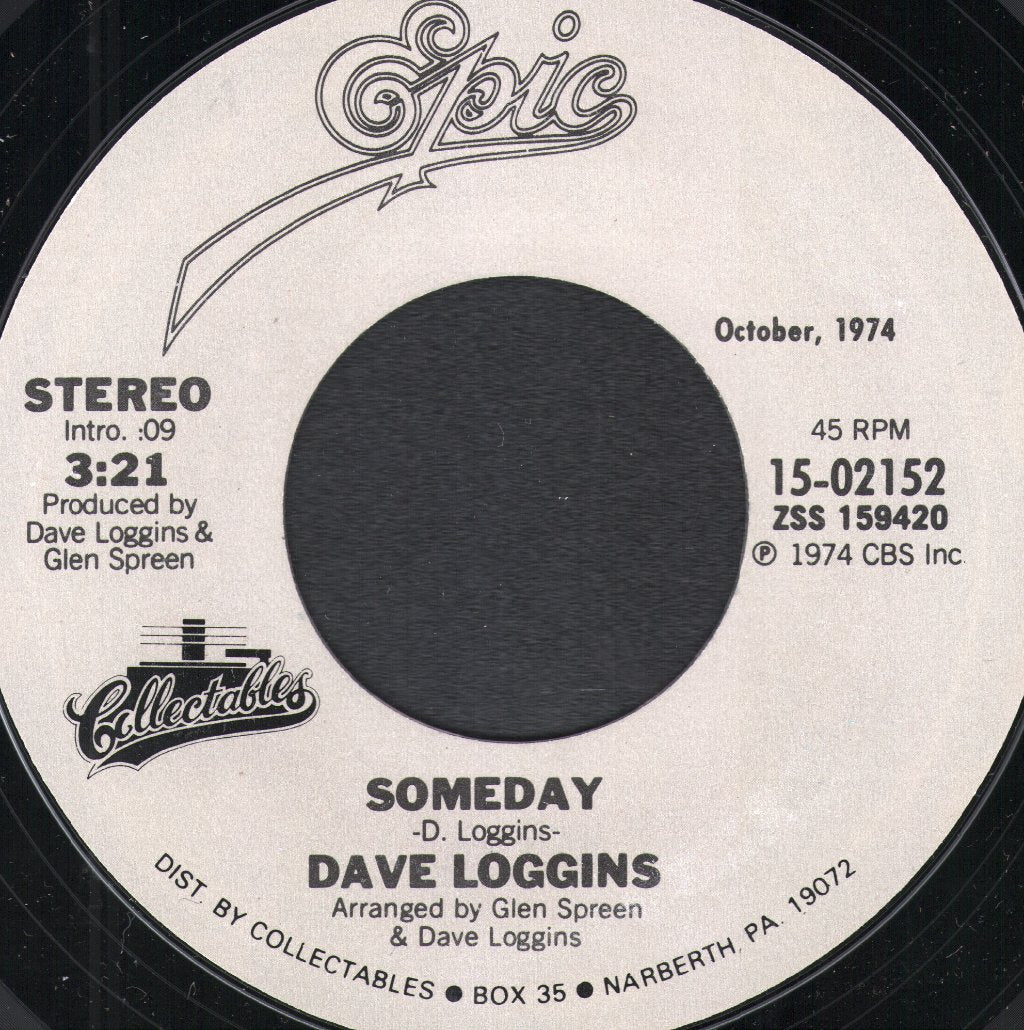 Epic
October, 1974
STEREO
Intro. :09
3:21
Produced by
Dave Loggins &
Glen Spreen
45 RPM
15-02152
ZSS 159420
℗ 1974 CBS Inc.
Collectables
SOMEDAY
-D. Loggins-
DAVE LOGGINS
Arranged by Glen Spreen
& Dave Loggins
DIST. BY COLLECTABLES ● BOX 35 ● NARBERTH, PA. 19072